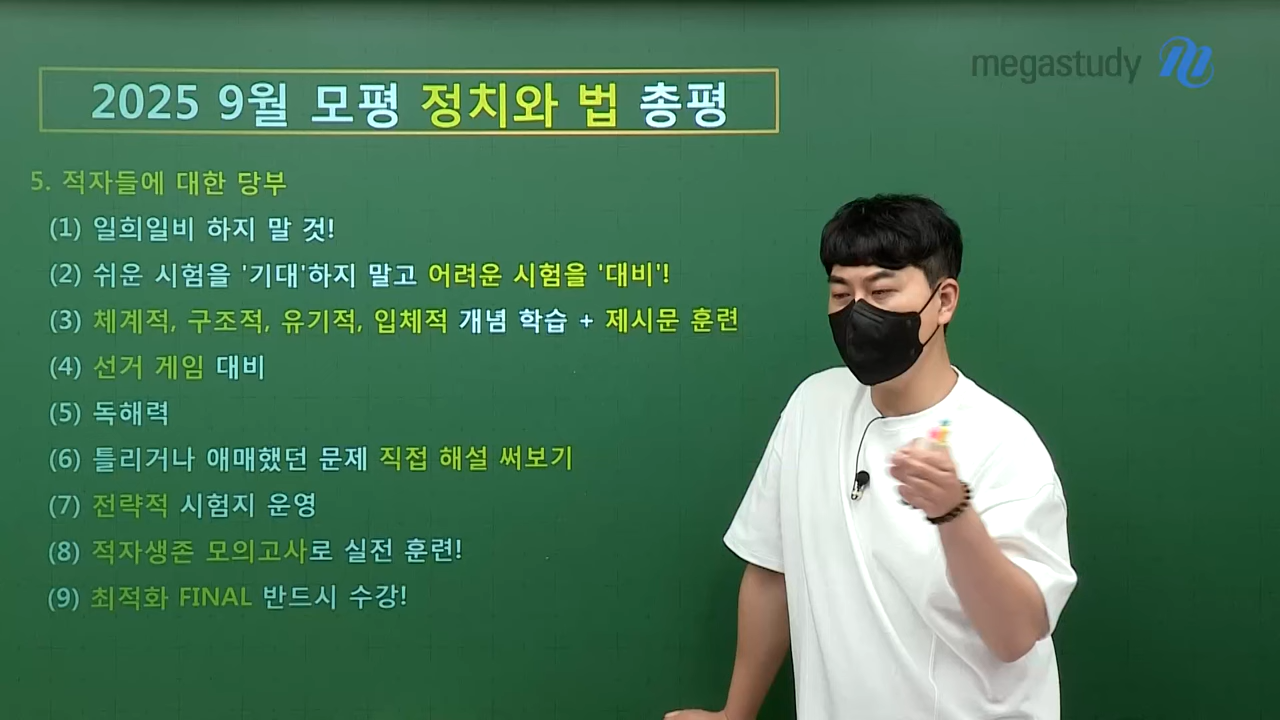 megastudy
2025 9월 모평 정치와 법 총평
5. 적자들에 대한 당부
(1) 일희일비 하지 말 것!
(2) 쉬운 시험을 '기대'하지 말고 어려운 시험을 '대비'!
(3) 체계적, 구조적, 유기적, 입체적 개념 학습 + 제시문 훈련
(4) 선거 게임 대비
(5) 독해력
(6) 틀리거나 애매했던 문제 직접 해설 써보기
(7) 전략적 시험지 운영
(8) 적자생존 모의고사로 실전 훈련!
(9) 최적화 FINAL 반드시 수강!